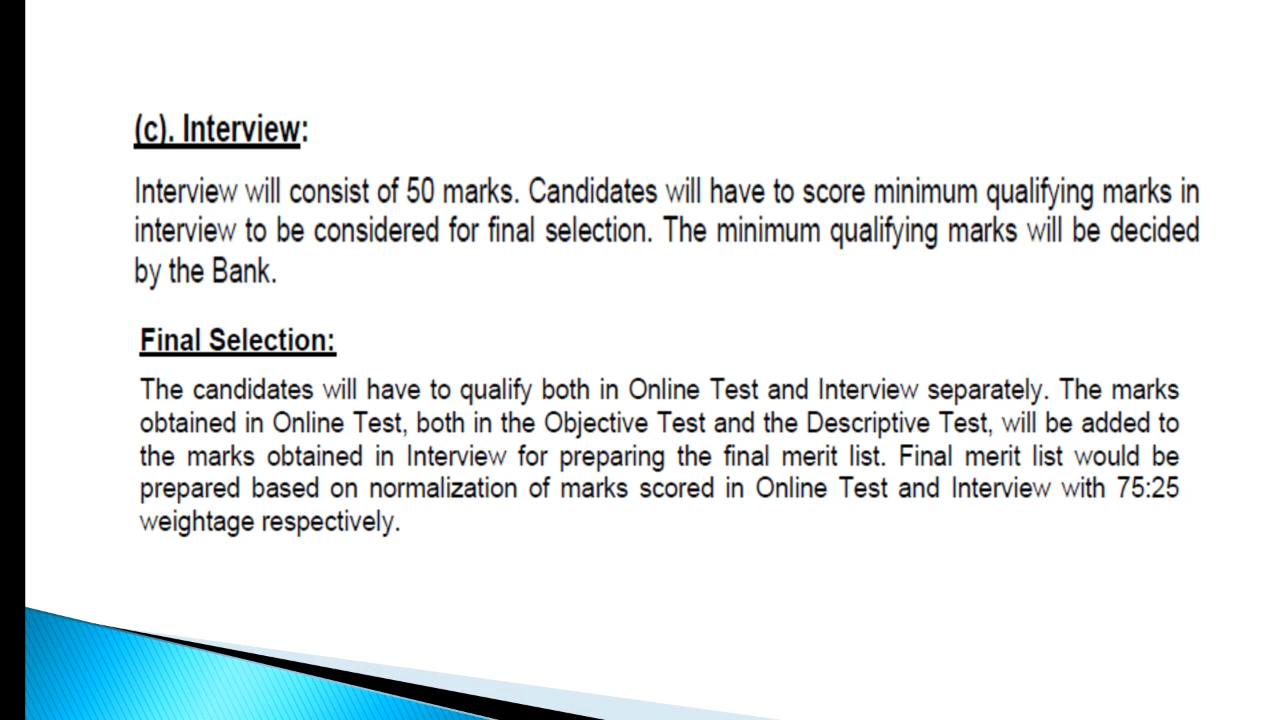 (c). Interview:
Interview will consist of 50 marks. Candidates will have to score minimum qualifying marks in
interview to be considered for final selection. The minimum qualifying marks will be decided
by the Bank.
Final Selection:
The candidates will have to qualify both in Online Test and Interview separately. The marks
obtained in Online Test, both in the Objective Test and the Descriptive Test, will be added to
the marks obtained in Interview for preparing the final merit list. Final merit list would be
prepared based on normalization of marks scored in Online Test and Interview with 75:25
weightage respectively.